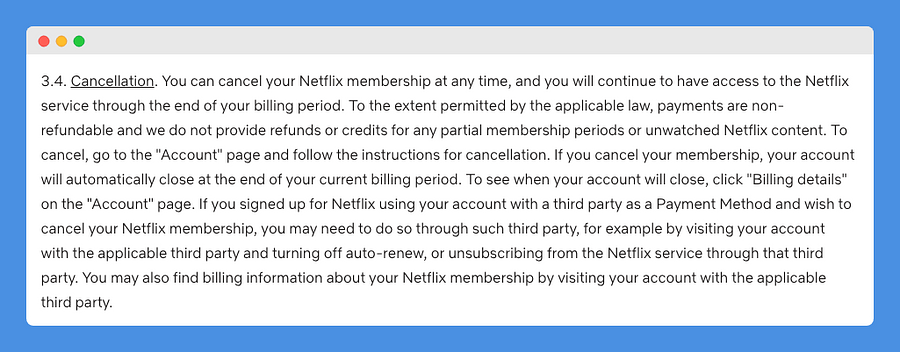 3.4. Cancellation. You can cancel your Netflix membership at any time, and you will continue to have access to the Netflix
service through the end of your billing period. To the extent permitted by the applicable law, payments are non-
refundable and we do not provide refunds or credits for any partial membership periods or unwatched Netflix content. To
cancel, go to the "Account" page and follow the instructions for cancellation. If you cancel your membership, your account
will automatically close at the end of your current billing period. To see when your account will close, click "Billing details"
on the "Account" page. If you signed up for Netflix using your account with a third party as a Payment Method and wish to
cancel your Netflix membership, you may need to do so through such third party, for example by visiting your account
with the applicable third party and turning off auto-renew, or unsubscribing from the Netflix service through that third
party. You may also find billing information about your Netflix membership by visiting your account with the applicable
third party.